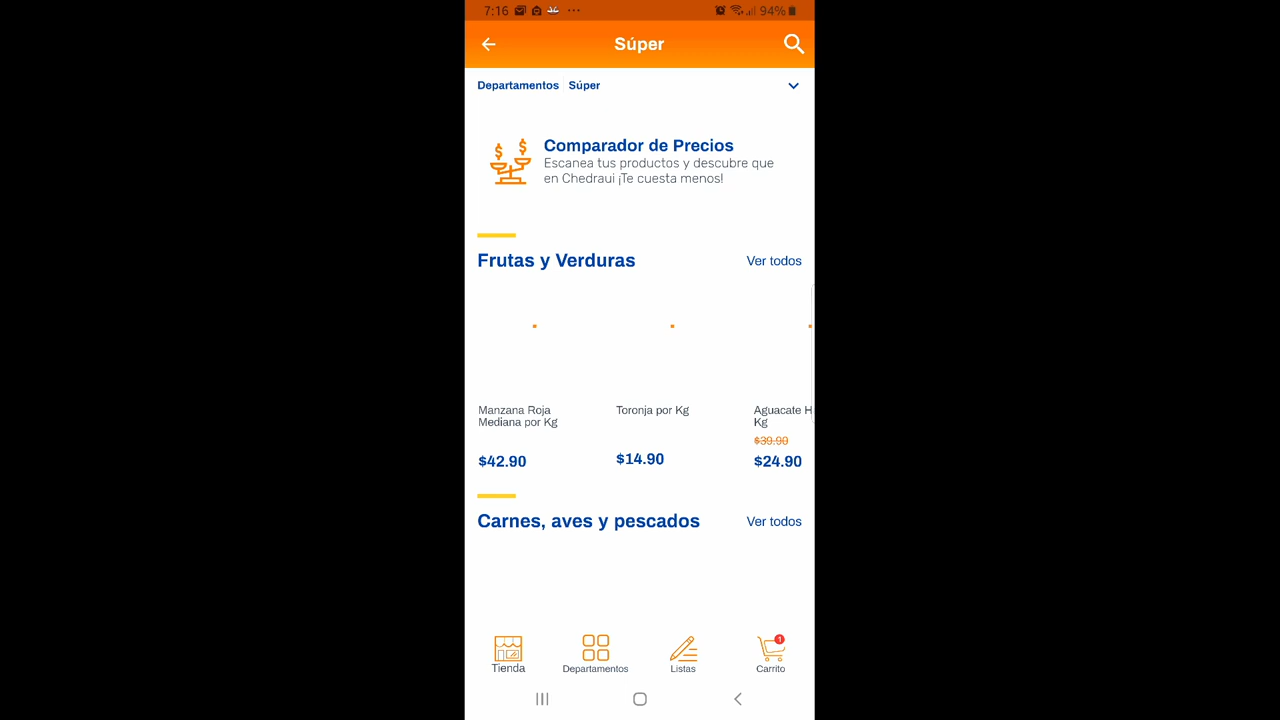 7:16 94%
Súper
Departamentos Súper
Comparador de Precios
Escanea tus productos y descubre que
en Chedraui ¡Te cuesta menos!
Frutas y Verduras Ver todos
Manzana Roja
Mediana por Kg
$42.90
Toronja por Kg
$14.90
Aguacate H
Kg
$39.90
$24.90
Carnes, aves y pescados Ver todos
Tienda Departamentos Listas 1 Carrito